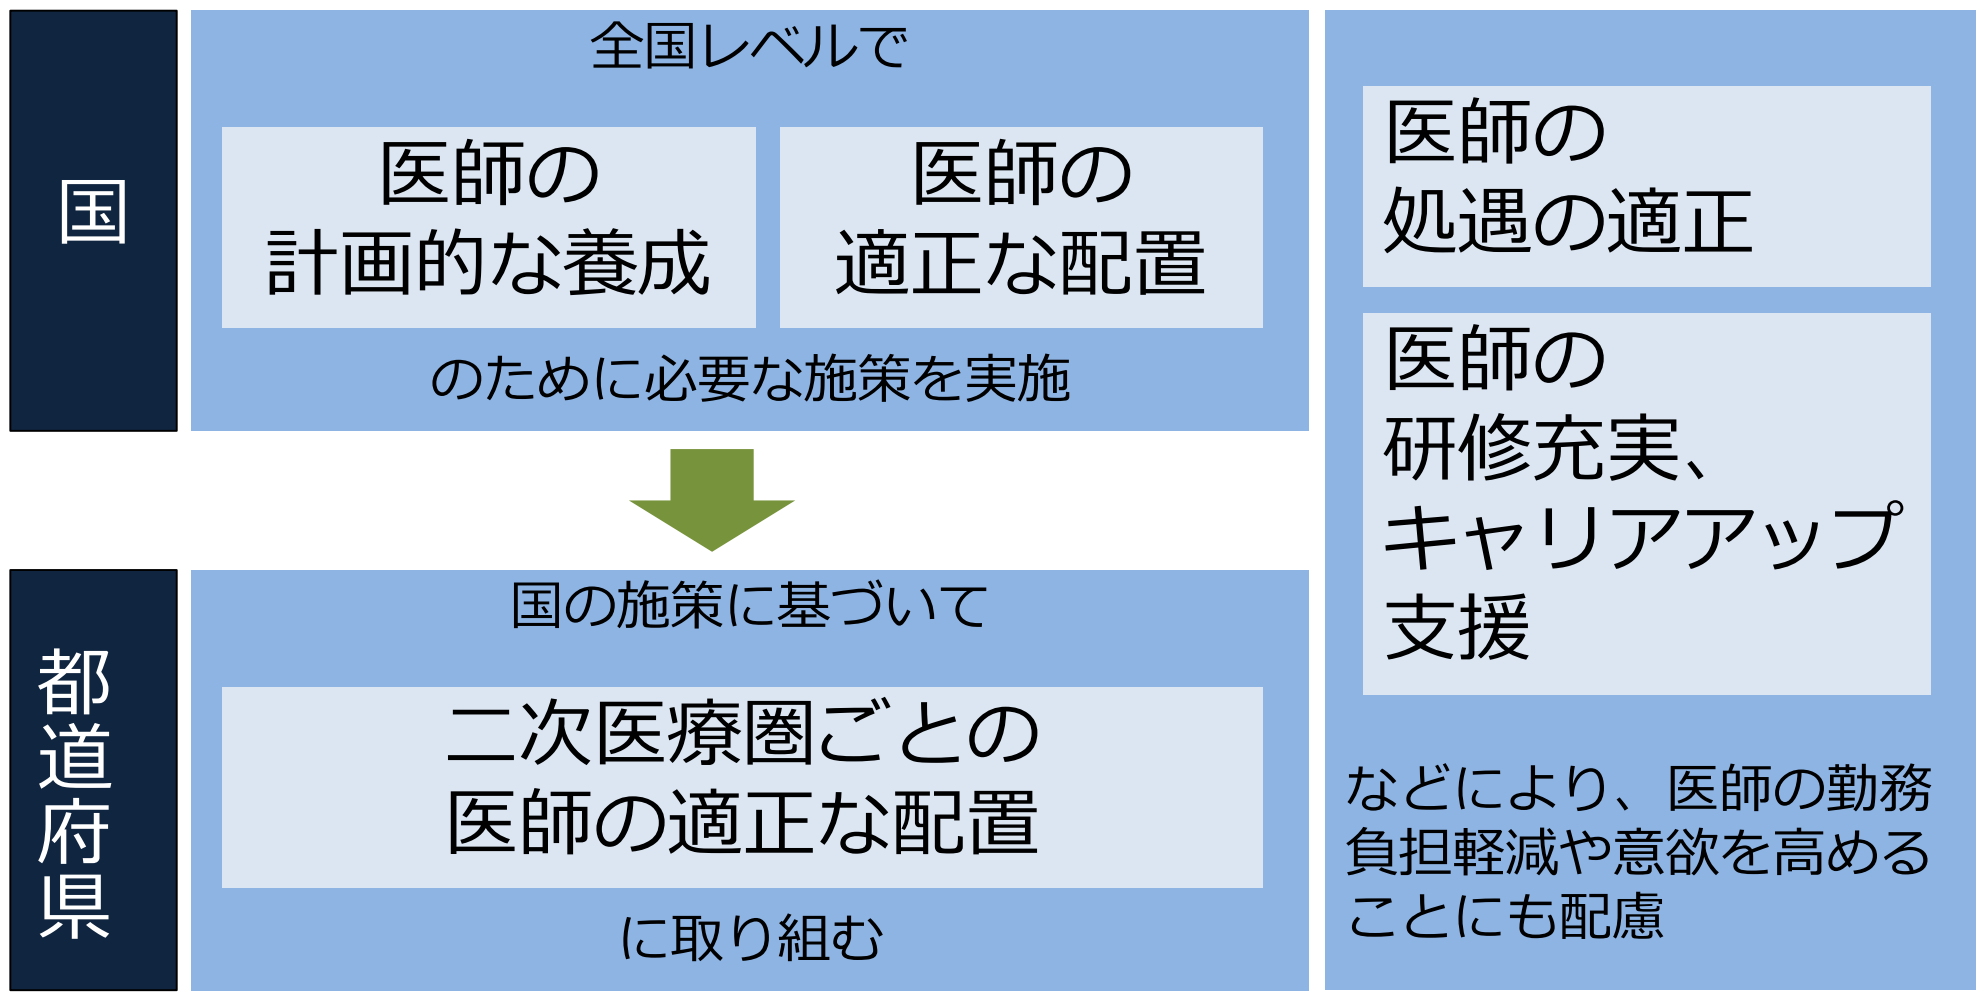 国
全国レベルで
医師の
計画的な養成
医師の
適正な配置
のために必要な施策を実施
都道府県
国の施策に基づいて
二次医療圏ごとの
医師の適正な配置
に取り組む
医師の
処遇の適正
医師の
研修充実、
キャリアアップ
支援
などにより、医師の勤務
負担軽減や意欲を高める
ことにも配慮